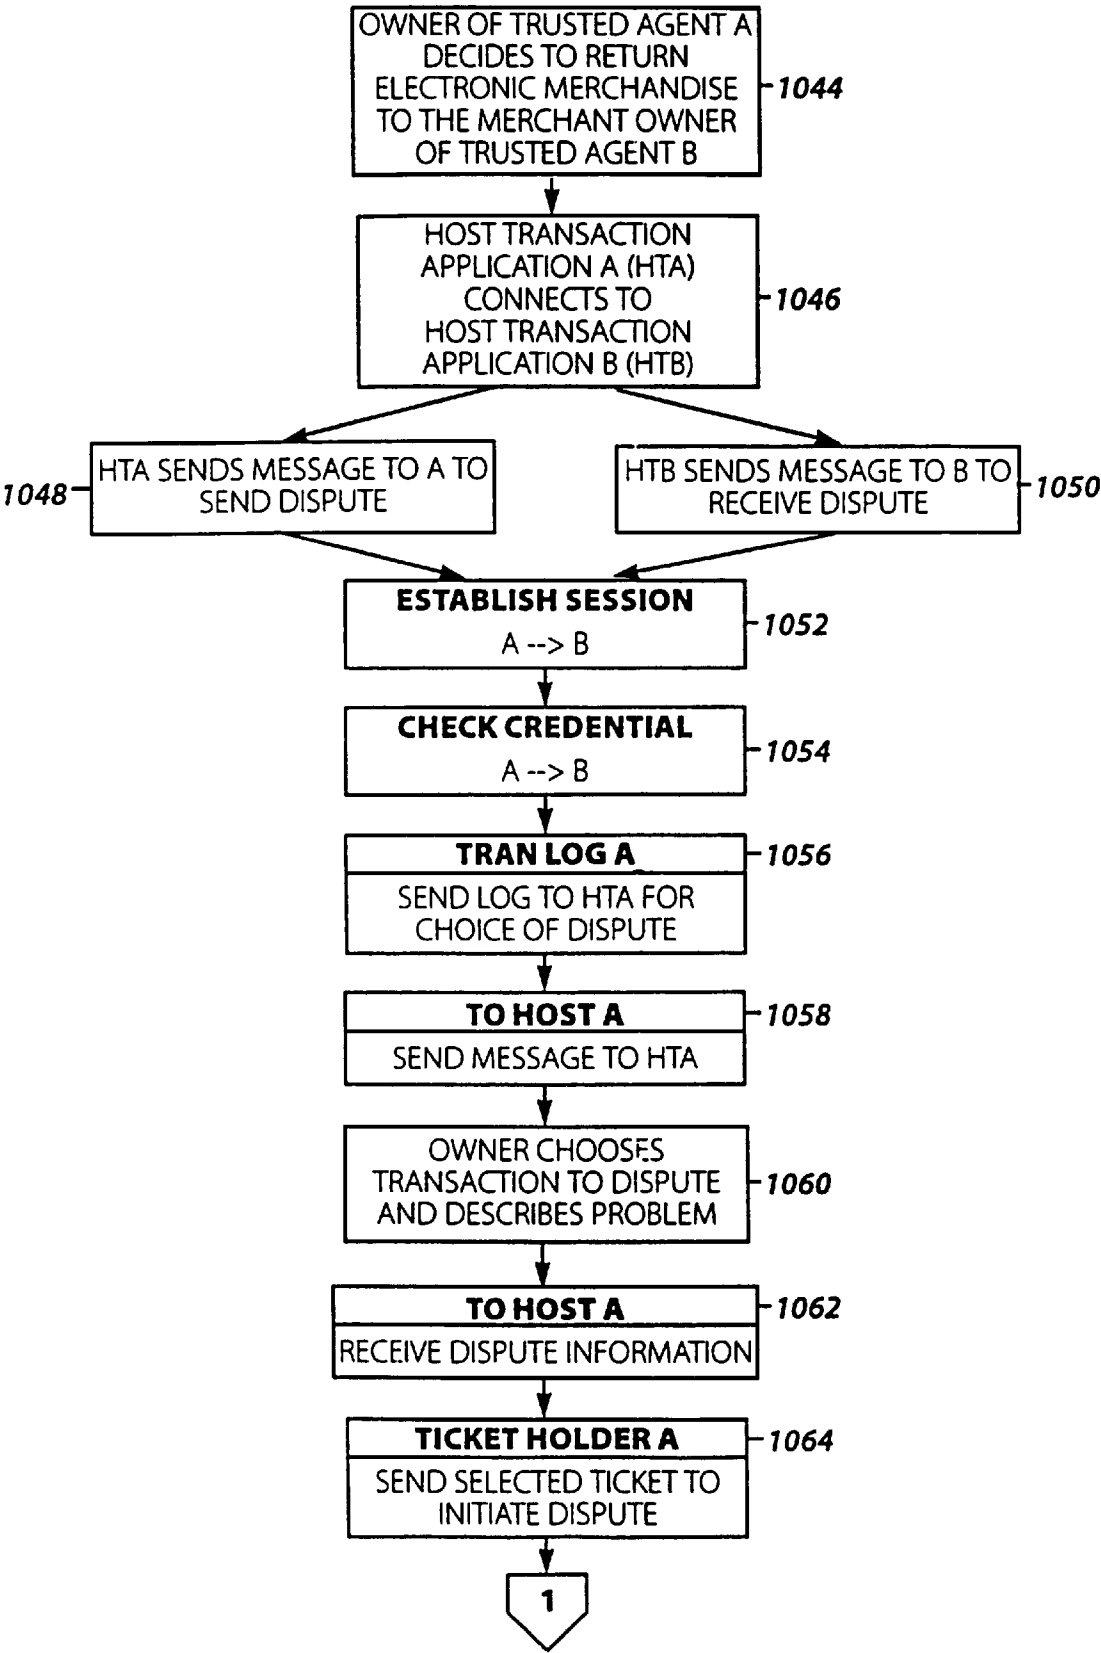 OWNER OF TRUSTED AGENT A
DECIDES TO RETURN
ELECTRONIC MERCHANDISE
TO THE MERCHANT OWNER
OF TRUSTED AGENT B
1044
HOST TRANSACTION
APPLICATION A (HTA)
CONNECTS TO
HOST TRANSACTION
APPLICATION B (HTB)
1046
1048
HTA SENDS MESSAGE TO A TO
SEND DISPUTE
HTB SENDS MESSAGE TO B TO
RECEIVE DISPUTE
1050
ESTABLISH SESSION
A --> B
1052
CHECK CREDENTIAL
A --> B
1054
TRAN LOG A
1056
SEND LOG TO HTA FOR
CHOICE OF DISPUTE
TO HOST A
1058
SEND MESSAGE TO HTA
OWNER CHOOSES
TRANSACTION TO DISPUTE
AND DESCRIBES PROBLEM
1060
TO HOST A
1062
RECEIVE DISPUTE INFORMATION
TICKET HOLDER A
1064
SEND SELECTED TICKET TO
INITIATE DISPUTE
1